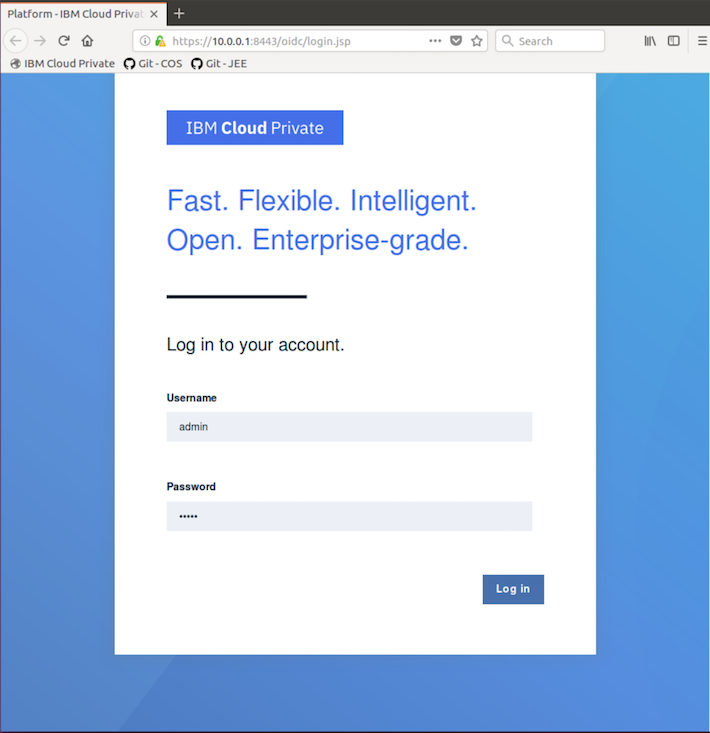 Platform - IBM Cloud Privat
https://10.0.0.1:8443/oidc/login.jsp
Search
IBM Cloud Private
Git - COS
Git - JEE
IBM Cloud Private
Fast. Flexible. Intelligent.
Open. Enterprise-grade.
Log in to your account.
Username
admin
Password
•••••
Log in